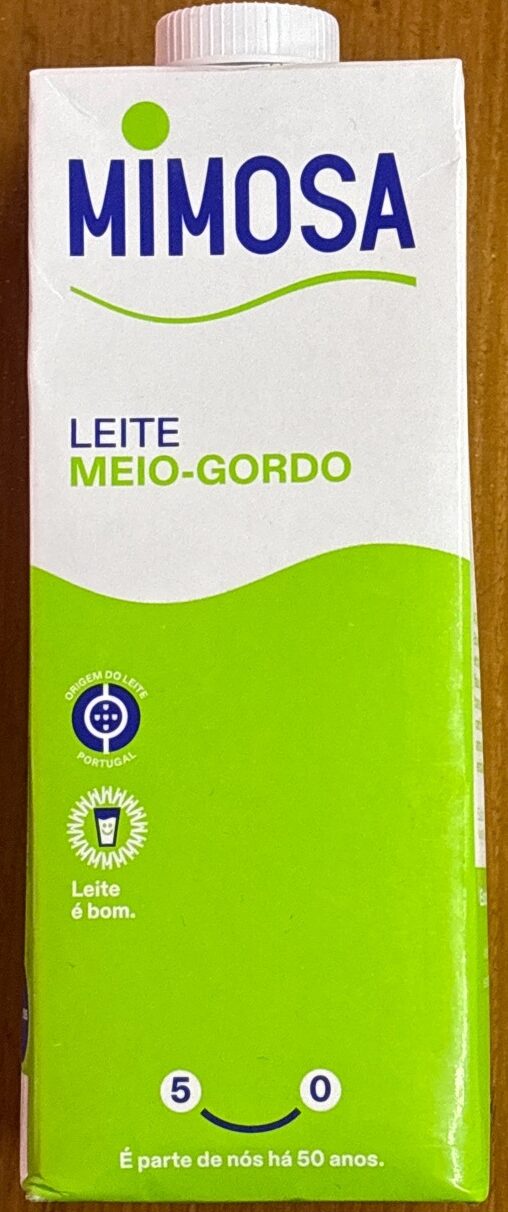 MIMOSA
LEITE
MEIO-GORDO
ORIGEM DO LEITE
PORTUGAL
Leite
é bom.
5 0
É parte de nós há 50 anos.